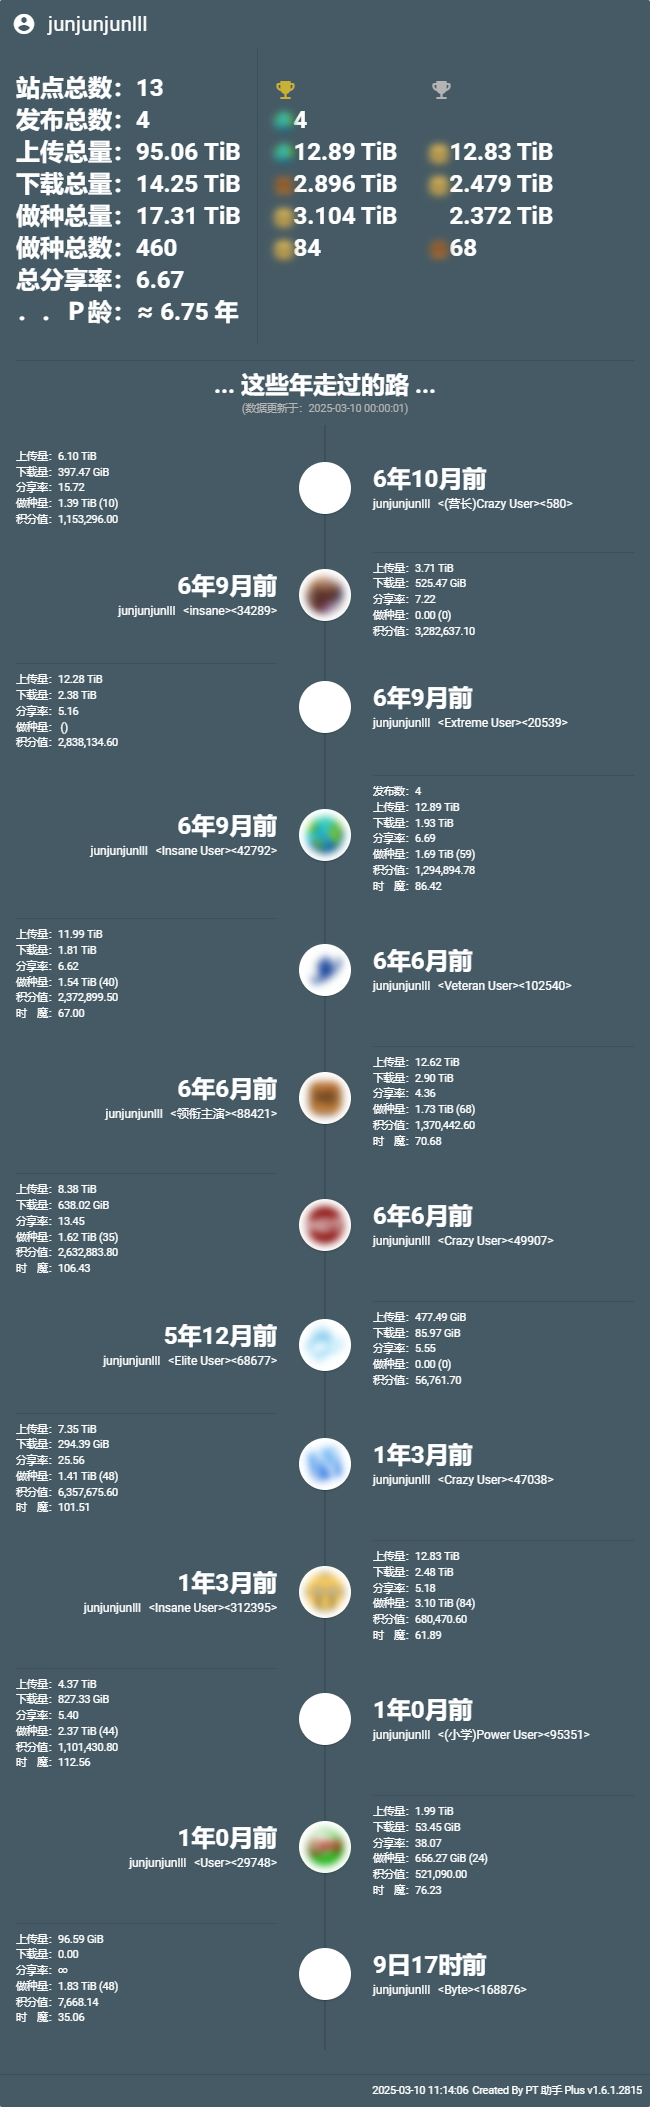 junjunjunlll
站点总数：13
发布总数：4
上传总量：95.06 TiB
下载总量：14.25 TiB
做种总量：17.31 TiB
做种总数：460
总分享率：6.67
．．Ｐ龄：≈ 6.75 年
4
12.89 TiB 12.83 TiB
2.896 TiB 2.479 TiB
3.104 TiB 2.372 TiB
84 68
... 这些年走过的路 ...
(数据更新于：2025-03-10 00:00:01)
上传量：6.10 TiB
下载量：397.47 GiB
分享率：15.72
做种量：1.39 TiB (10)
积分值：1,153,296.00
6年10月前
junjunjunlll <(营长)Crazy User><580>
6年9月前
junjunjunlll <insane><34289>
上传量：3.71 TiB
下载量：525.47 GiB
分享率：7.22
做种量：0.00 (0)
积分值：3,282,637.10
上传量：12.28 TiB
下载量：2.38 TiB
分享率：5.16
做种量： ()
积分值：2,838,134.60
6年9月前
junjunjunlll <Extreme User><20539>
6年9月前
junjunjunlll <Insane User><42792>
发布数：4
上传量：12.89 TiB
下载量：1.93 TiB
分享率：6.69
做种量：1.69 TiB (59)
积分值：1,294,894.78
时　魔：86.42
上传量：11.99 TiB
下载量：1.81 TiB
分享率：6.62
做种量：1.54 TiB (40)
积分值：2,372,899.50
时　魔：67.00
6年6月前
junjunjunlll <Veteran User><102540>
6年6月前
junjunjunlll <领衔主演><88421>
上传量：12.62 TiB
下载量：2.90 TiB
分享率：4.36
做种量：1.73 TiB (68)
积分值：1,370,442.60
时　魔：70.68
上传量：8.38 TiB
下载量：638.02 GiB
分享率：13.45
做种量：1.62 TiB (35)
积分值：2,632,883.80
时　魔：106.43
6年6月前
junjunjunlll <Crazy User><49907>
5年12月前
junjunjunlll <Elite User><68677>
上传量：477.49 GiB
下载量：85.97 GiB
分享率：5.55
做种量：0.00 (0)
积分值：56,761.70
上传量：7.35 TiB
下载量：294.39 GiB
分享率：25.56
做种量：1.41 TiB (48)
积分值：6,357,675.60
时　魔：101.51
1年3月前
junjunjunlll <Crazy User><47038>
1年3月前
junjunjunlll <Insane User><312395>
上传量：12.83 TiB
下载量：2.48 TiB
分享率：5.18
做种量：3.10 TiB (84)
积分值：680,470.60
时　魔：61.89
上传量：4.37 TiB
下载量：827.33 GiB
分享率：5.40
做种量：2.37 TiB (44)
积分值：1,101,430.80
时　魔：112.56
1年0月前
junjunjunlll <(小学)Power User><95351>
1年0月前
junjunjunlll <User><29748>
上传量：1.99 TiB
下载量：53.45 GiB
分享率：38.07
做种量：656.27 GiB (24)
积分值：521,090.00
时　魔：76.23
上传量：96.59 GiB
下载量：0.00
分享率：∞
做种量：1.83 TiB (48)
积分值：7,668.14
时　魔：35.06
9日17时前
junjunjunlll <Byte><168876>
2025-03-10 11:14:06 Created By PT 助手 Plus v1.6.1.2815